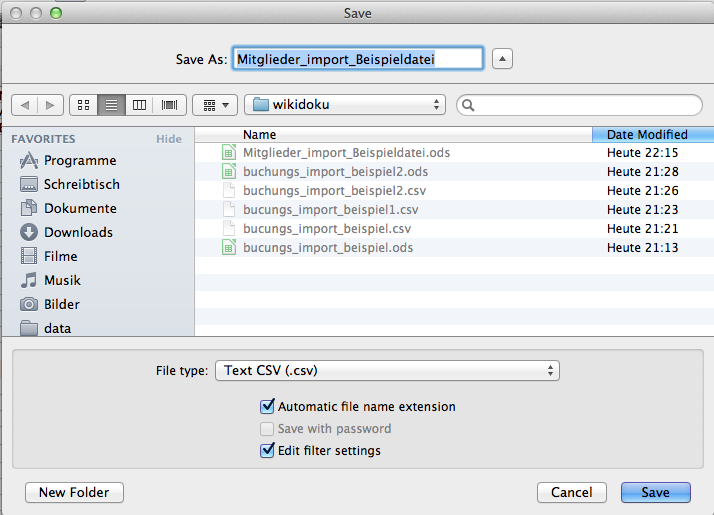 Save
Save As: Mitglieder_import_Beispieldatei
wikidoku
FAVORITES Hide
Programme
Schreibtisch
Dokumente
Downloads
Filme
Musik
Bilder
data
Name Date Modified
Mitglieder_import_Beispieldatei.ods Heute 22:15
buchungs_import_beispiel2.ods Heute 21:28
buchungs_import_beispiel2.csv Heute 21:26
bucungs_import_beispiel1.csv Heute 21:23
bucungs_import_beispiel.csv Heute 21:21
bucungs_import_beispiel.ods Heute 21:13
File type: Text CSV (.csv)
Automatic file name extension
Save with password
Edit filter settings
New Folder Cancel Save